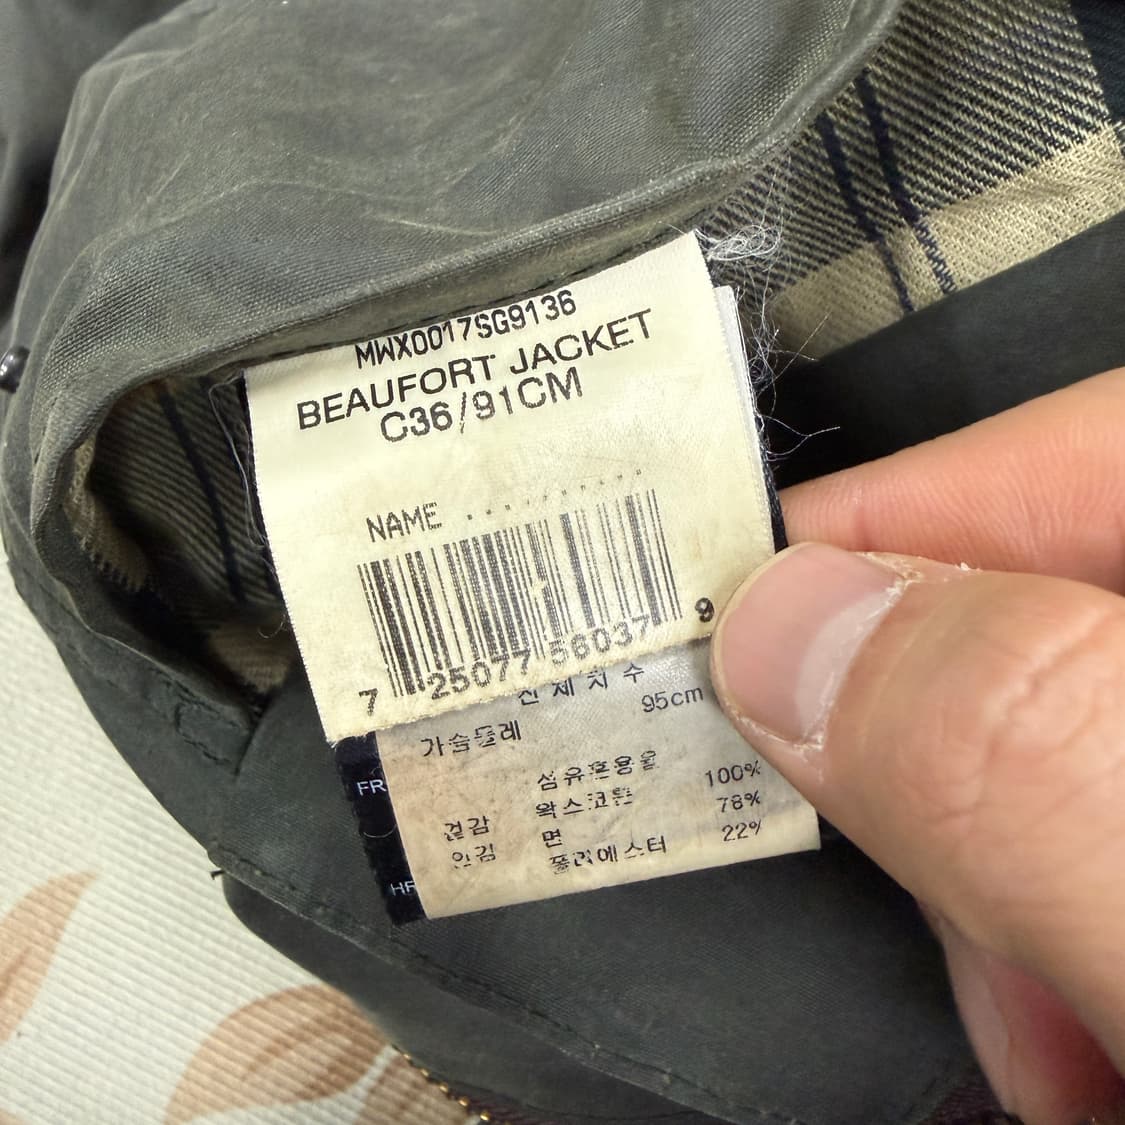 MWX0017SG9136
BEAUFORT JACKET
C36/91CM
NAME ..........
7 25077 56037 9
신체치수
95cm
가슴둘레
섬유혼용율
겉감 왁스코튼 100%
안감 면 78%
폴리에스터 22%
FR
HR